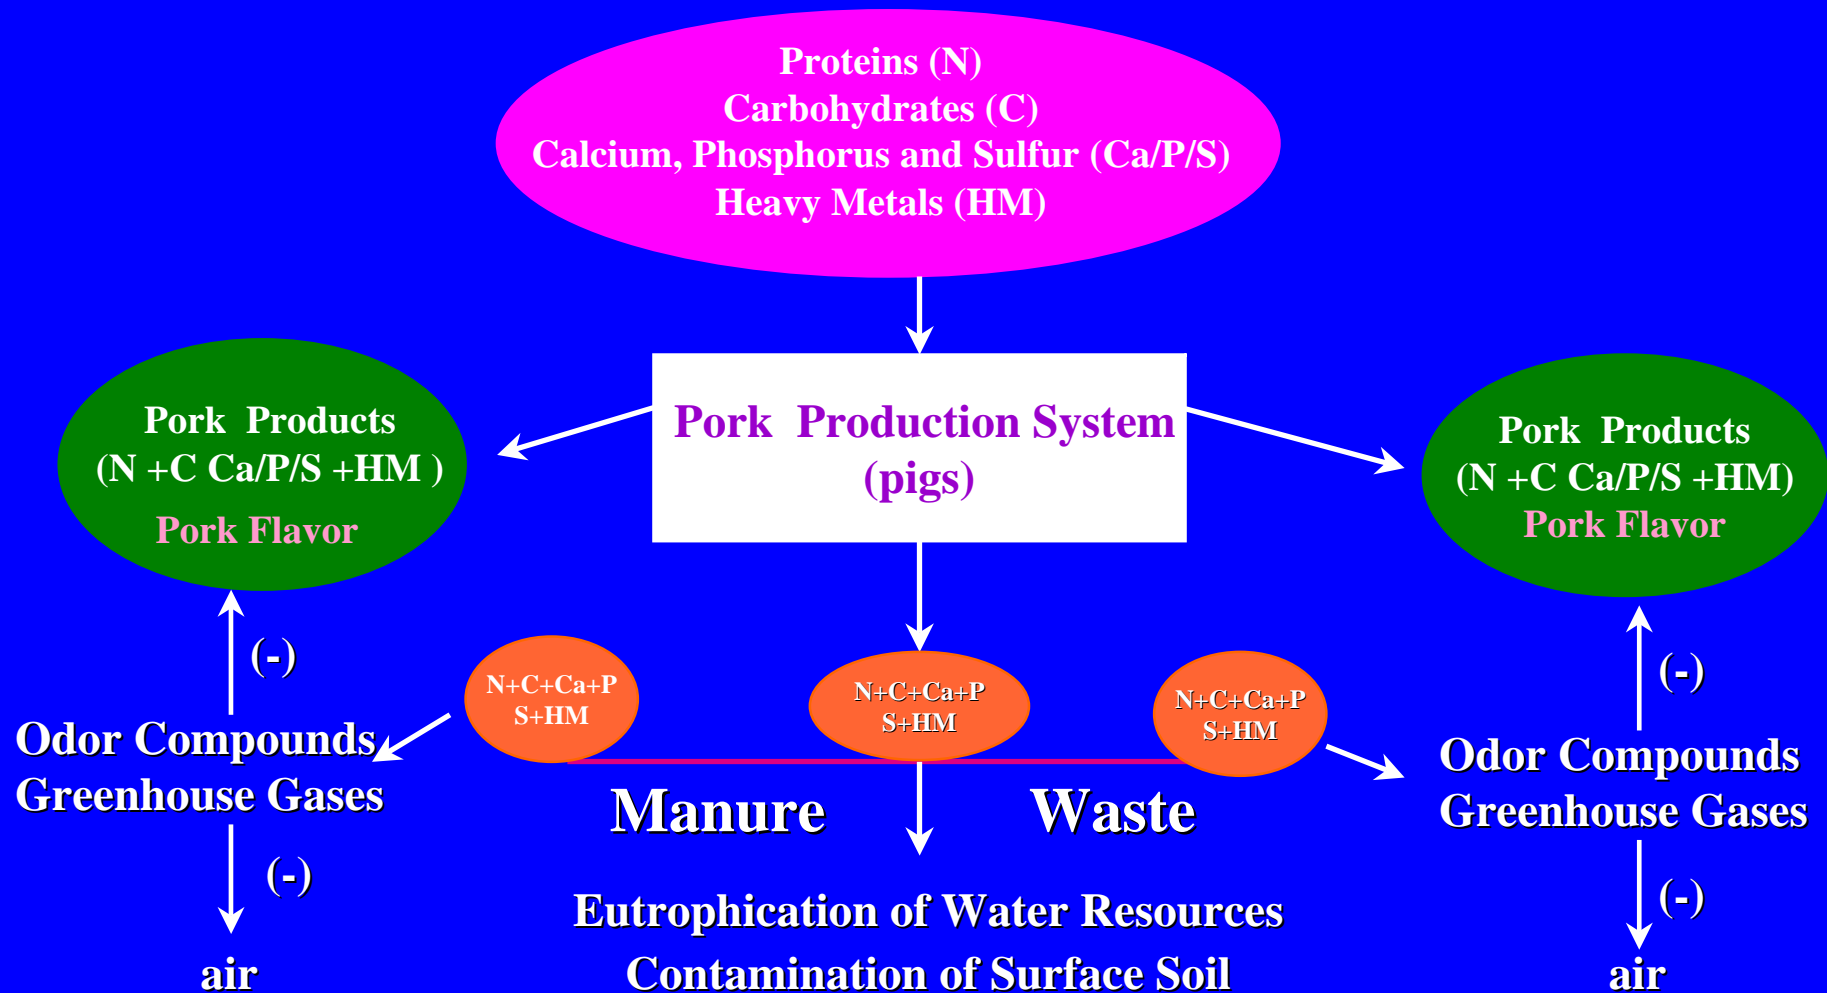 Proteins (N)
Carbohydrates (C)
Calcium, Phosphorus and Sulfur (Ca/P/S)
Heavy Metals (HM)
Pork Production System
(pigs)
Pork Products
(N +C Ca/P/S +HM )
Pork Flavor
Pork Products
(N +C Ca/P/S +HM)
Pork Flavor
(-)
N+C+Ca+P
S+HM
N+C+Ca+P
S+HM
N+C+Ca+P
S+HM
(-)
Odor Compounds
Greenhouse Gases
Manure Waste
Odor Compounds
Greenhouse Gases
(-)
(-)
Eutrophication of Water Resources
Contamination of Surface Soil
air
air